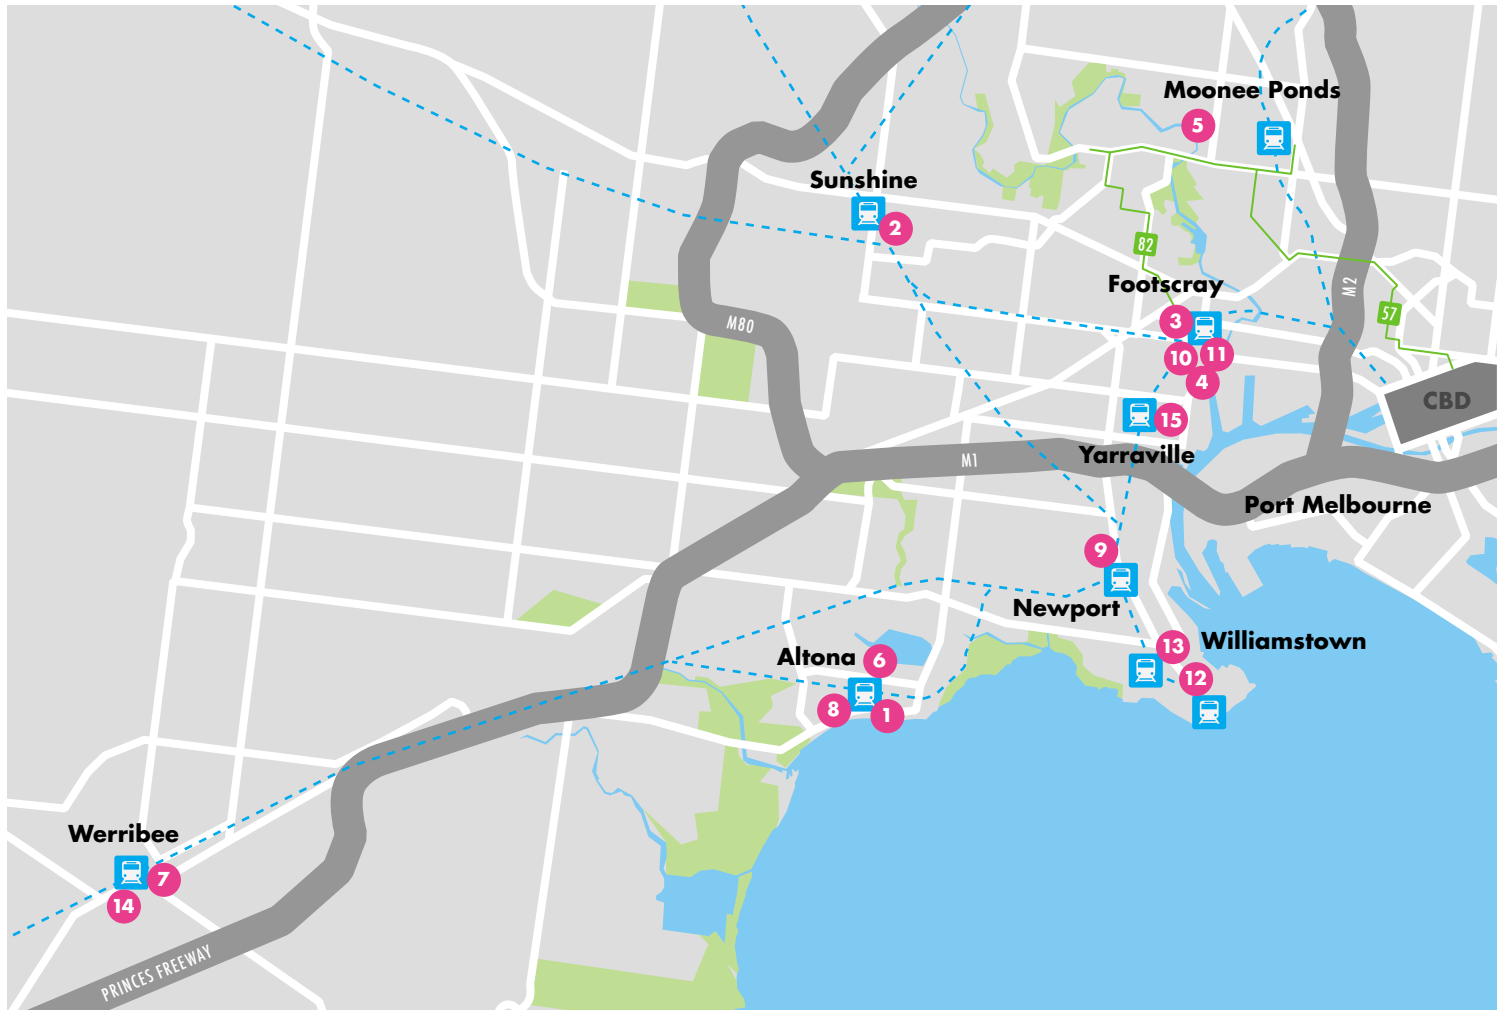 Moonee Ponds
5
Sunshine
2
82
Footscray
M2
3
57
M80
10
11
4
CBD
15
Yarraville
M1
Port Melbourne
9
Newport
13
Williamstown
Altona
6
12
8
1
Werribee
7
14
PRINCES FREEWAY